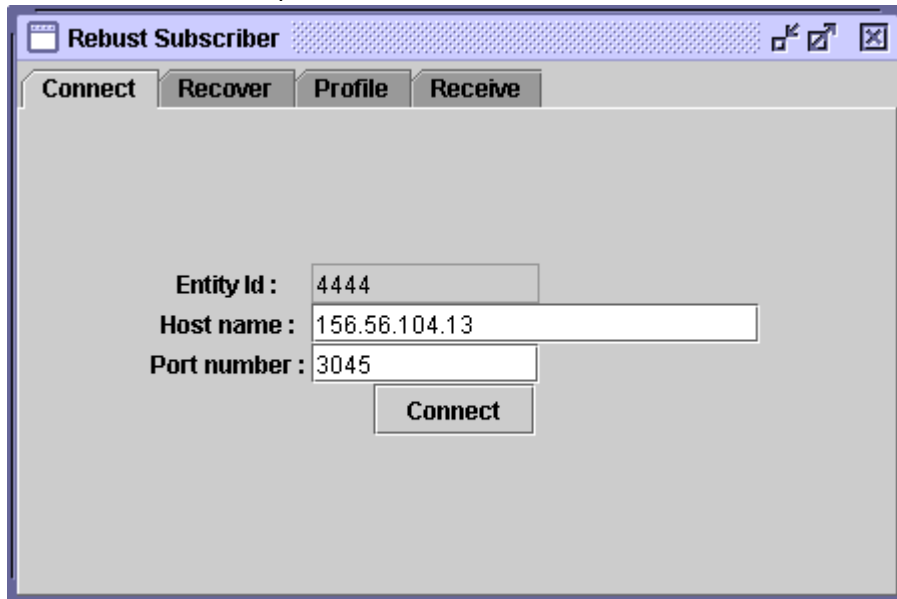 Rebust Subscriber
Connect Recover Profile Receive
Entity Id : 4444
Host name : 156.56.104.13
Port number : 3045
Connect